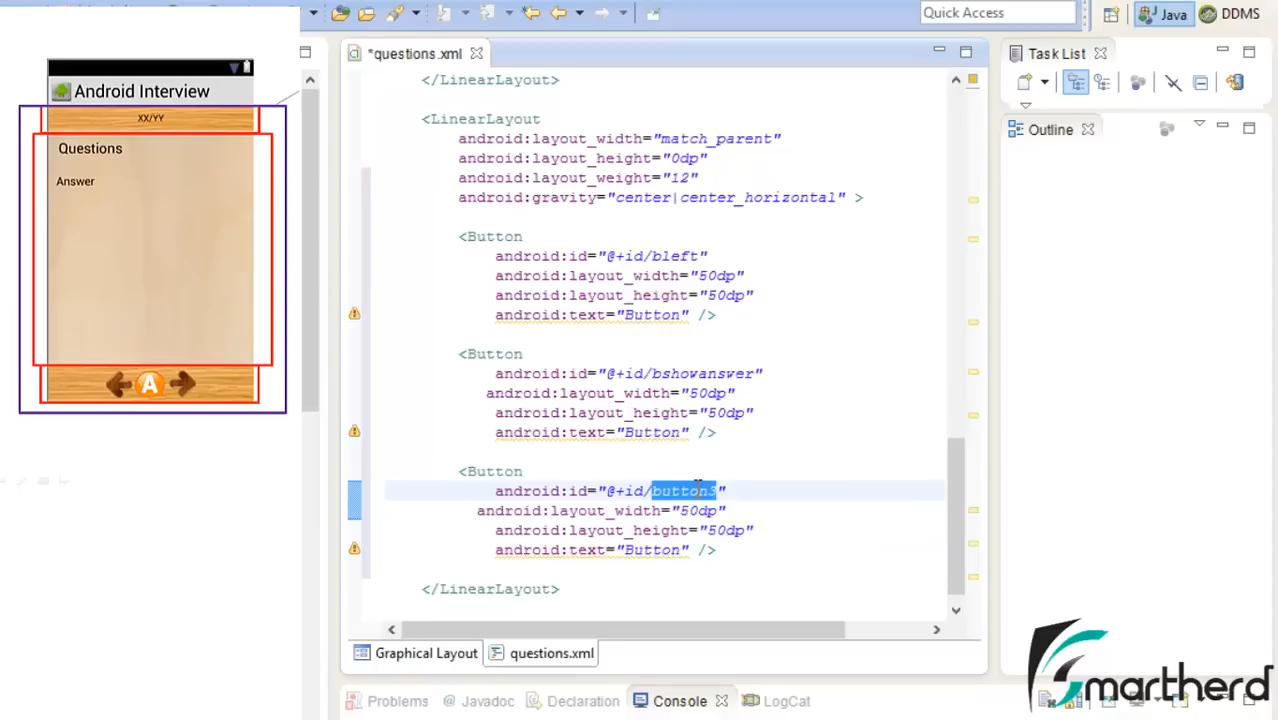 Quick Access
Java
DDMS
*questions.xml
Task List
Outline
Android Interview
XX/YY
Questions
Answer
A
</LinearLayout>
<LinearLayout
android:layout_width="match_parent"
android:layout_height="0dp"
android:layout_weight="12"
android:gravity="center|center_horizontal" >
<Button
android:id="@+id/bleft"
android:layout_width="50dp"
android:layout_height="50dp"
android:text="Button" />
<Button
android:id="@+id/bshowanswer"
android:layout_width="50dp"
android:layout_height="50dp"
android:text="Button" />
<Button
android:id="@+id/button3"
android:layout_width="50dp"
android:layout_height="50dp"
android:text="Button" />
</LinearLayout>
Graphical Layout
questions.xml
Problems
@ Javadoc
Declaration
Console
LogCat
Smartherd